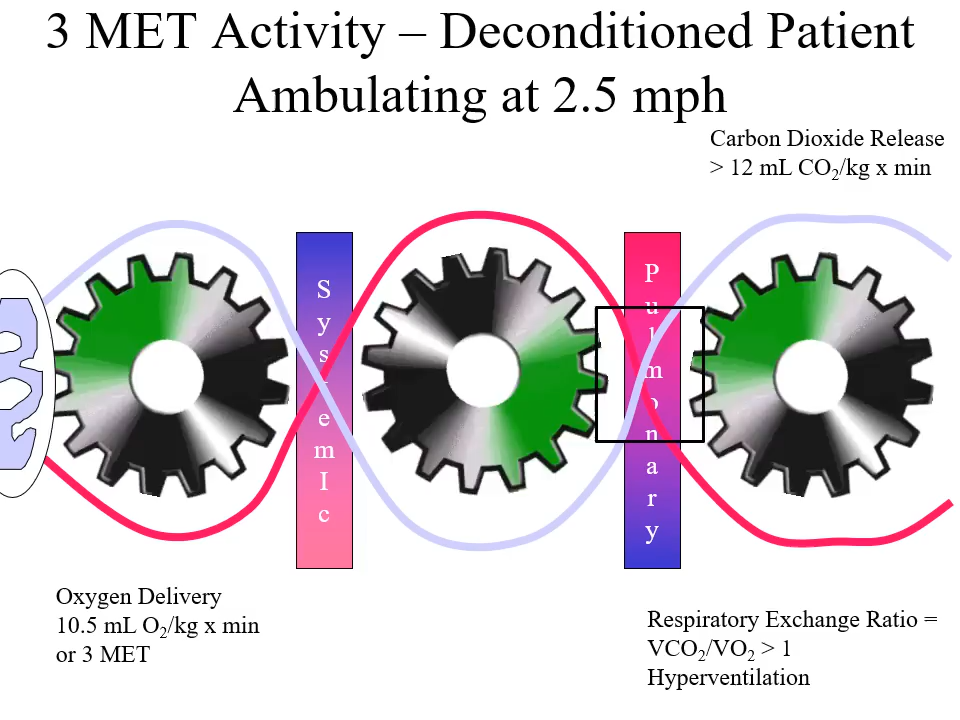 3 MET Activity – Deconditioned Patient
Ambulating at 2.5 mph
Carbon Dioxide Release
> 12 mL CO₂/kg x min
S
y
s
t
e
m
I
c
P
u
l
m
o
n
a
r
y
Oxygen Delivery
10.5 mL O₂/kg x min
or 3 MET
Respiratory Exchange Ratio =
VCO₂/VO₂ > 1
Hyperventilation